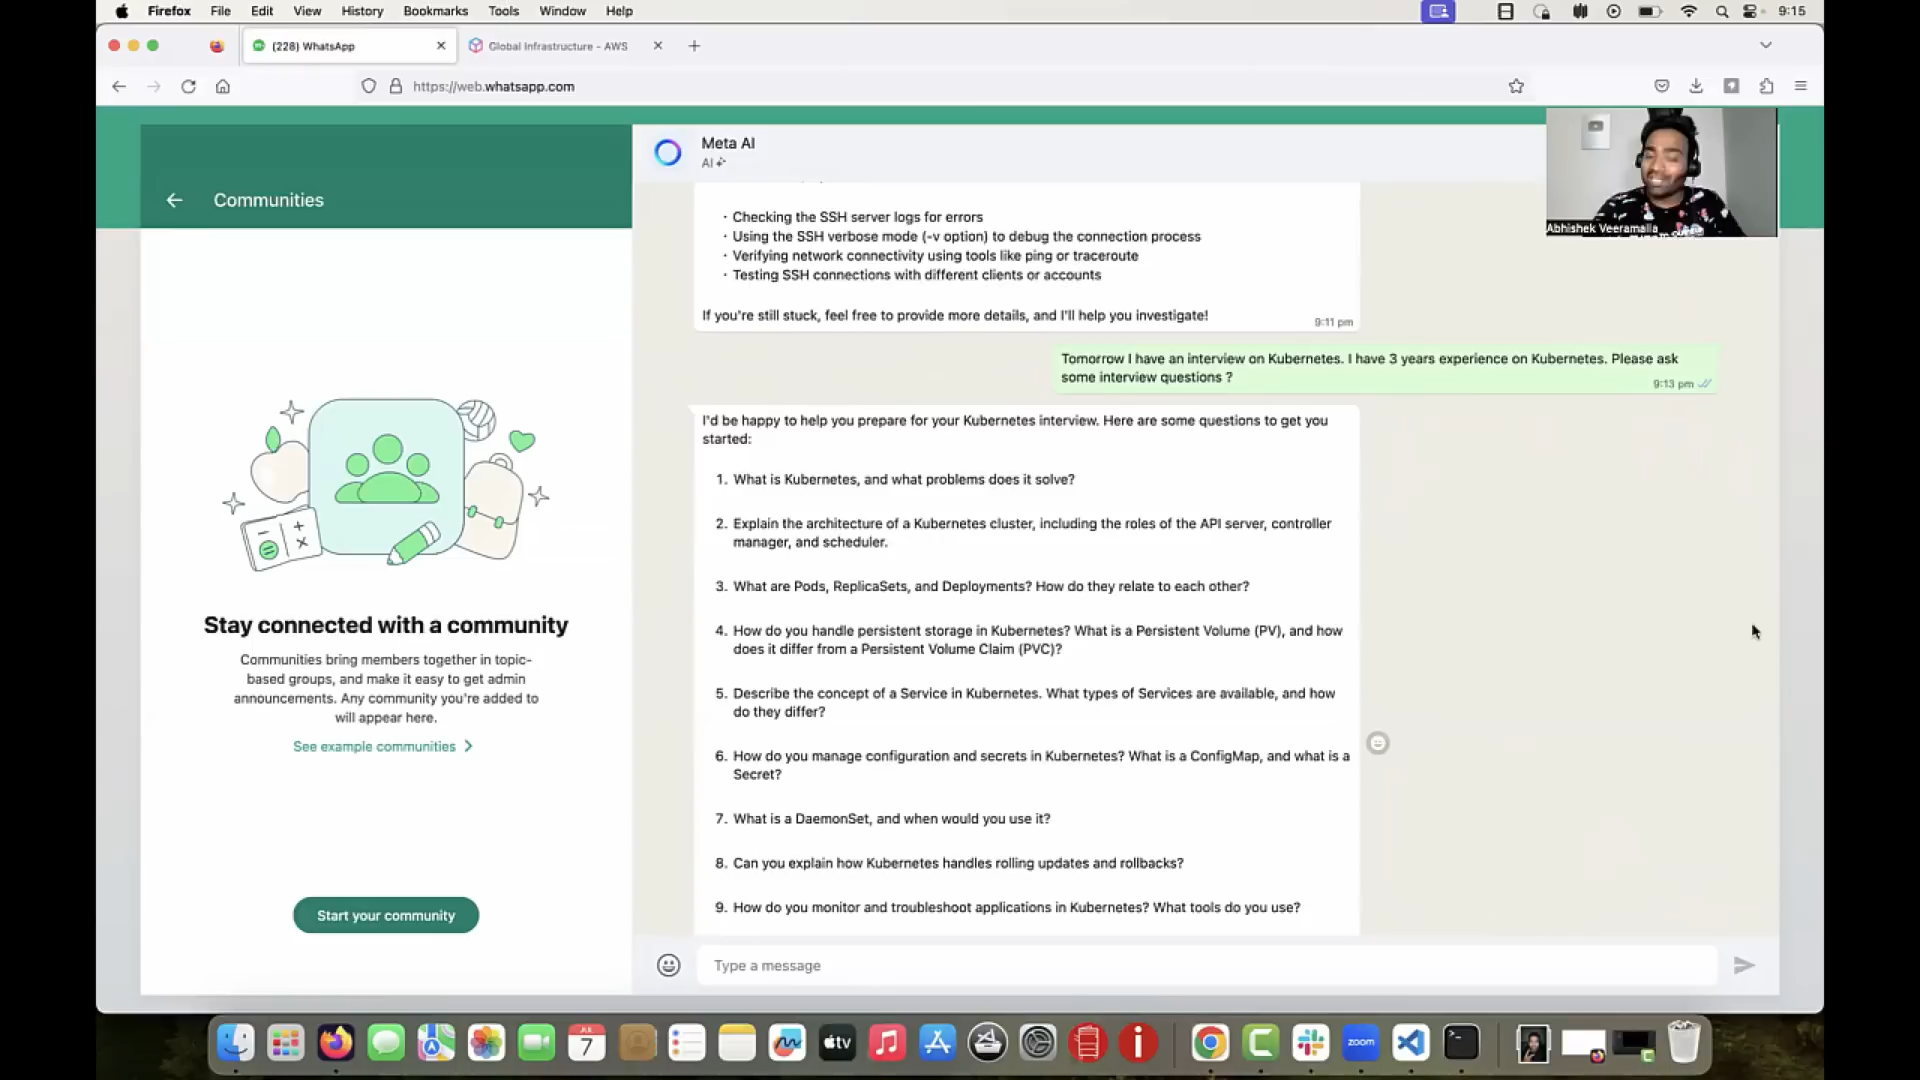 Firefox File Edit View History Bookmarks Tools Window Help 9:15
(228) WhatsApp
Global Infrastructure - AWS
https://web.whatsapp.com
Communities
Stay connected with a community
Communities bring members together in topic-
based groups, and make it easy to get admin
announcements. Any community you're added to
will appear here.
See example communities
Start your community
Meta AI
AI
• Checking the SSH server logs for errors
• Using the SSH verbose mode (-v option) to debug the connection process
• Verifying network connectivity using tools like ping or traceroute
• Testing SSH connections with different clients or accounts
If you're still stuck, feel free to provide more details, and I'll help you investigate!
9:11 pm
Tomorrow I have an interview on Kubernetes. I have 3 years experience on Kubernetes. Please ask
some interview questions ?
9:13 pm
I'd be happy to help you prepare for your Kubernetes interview. Here are some questions to get you
started:
1. What is Kubernetes, and what problems does it solve?
2. Explain the architecture of a Kubernetes cluster, including the roles of the API server, controller
manager, and scheduler.
3. What are Pods, ReplicaSets, and Deployments? How do they relate to each other?
4. How do you handle persistent storage in Kubernetes? What is a Persistent Volume (PV), and how
does it differ from a Persistent Volume Claim (PVC)?
5. Describe the concept of a Service in Kubernetes. What types of Services are available, and how
do they differ?
6. How do you manage configuration and secrets in Kubernetes? What is a ConfigMap, and what is a
Secret?
7. What is a DaemonSet, and when would you use it?
8. Can you explain how Kubernetes handles rolling updates and rollbacks?
9. How do you monitor and troubleshoot applications in Kubernetes? What tools do you use?
Type a message
Abhishek Veeramalla
7
tv
zoom